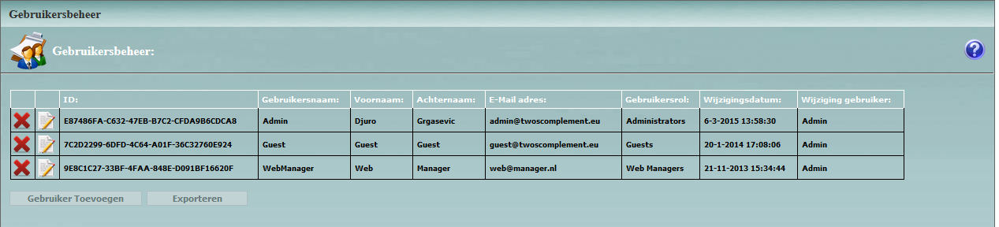 Gebruikersbeheer
Gebruikersbeheer:
?
ID: Gebruikersnaam: Voornaam: Achternaam: E-Mail adres: Gebruikersrol: Wijzigingsdatum: Wijziging gebruiker:
E87486FA-C632-47EB-B7C2-CFDA9B6CDCA8 Admin Djuro Grgasevic admin@twoscomplement.eu Administrators 6-3-2015 13:58:30 Admin
7C2D2299-6DFD-4C64-A01F-36C32760E924 Guest Guest Guest guest@twoscomplement.eu Guests 20-1-2014 17:08:06 Admin
9E8C1C27-33BF-4FAA-848E-D091BF16620F WebManager Web Manager web@manager.nl Web Managers 21-11-2013 15:34:44 Admin
Gebruiker Toevoegen Exporteren